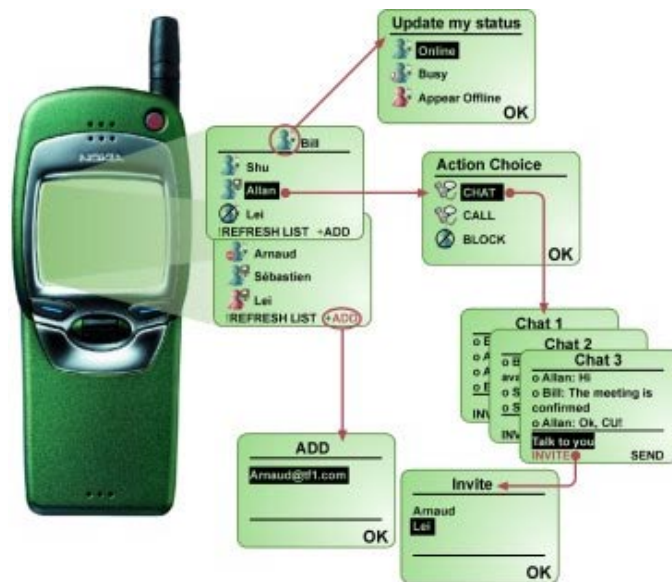 Update my status
Online
Busy
Appear Offline
OK
NOKIA
Bill
Shu
Allan
Lei
!REFRESH LIST +ADD
Arnaud
Sébastien
Lei
!REFRESH LIST +ADD
Action Choice
CHAT
CALL
BLOCK
OK
Chat 1
Chat 2
Chat 3
o Allan: Hi
o Bill: The meeting is
confirmed
o Allan: Ok, CU!
Talk to you
INVITE SEND
ADD
Arnaud@tf1.com
OK
Invite
Arnaud
Lei
OK